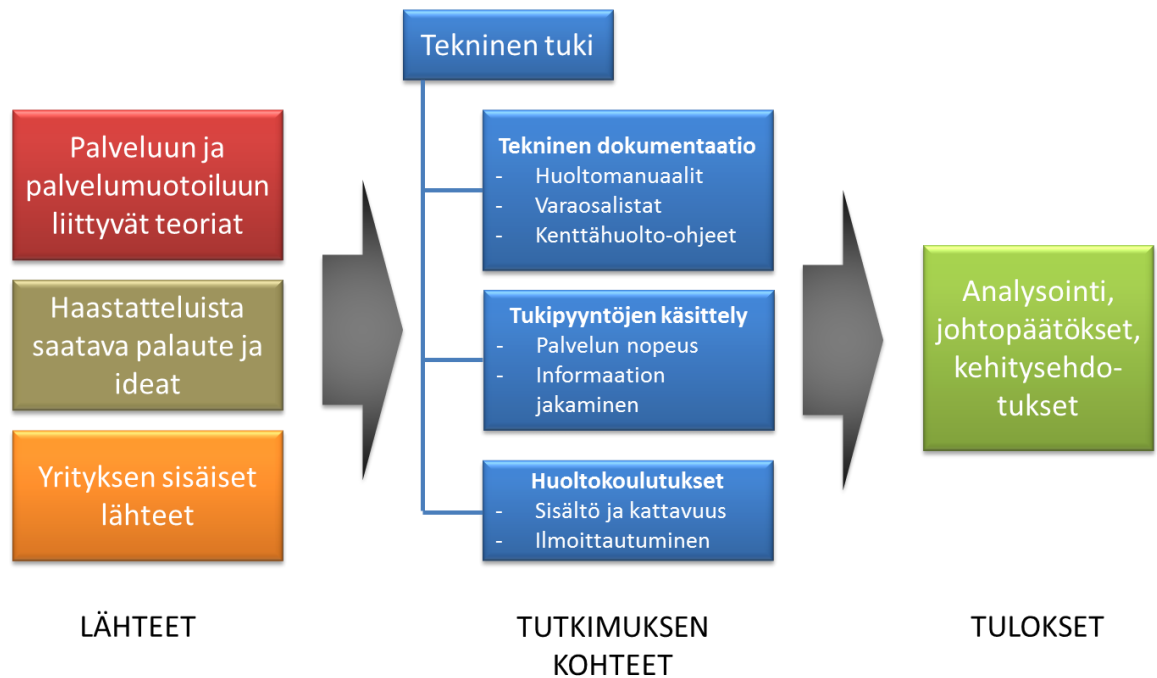 Tekninen tuki
Palveluun ja
palvelumuotoiluun
liittyvät teoriat
Haastatteluista
saatava palaute ja
ideat
Yrityksen sisäiset
lähteet
LÄHTEET
Tekninen dokumentaatio
- Huoltomanuaalit
- Varaosalistat
- Kenttähuolto-ohjeet
Tukipyyntöjen käsittely
- Palvelun nopeus
- Informaation
jakaminen
Huoltokoulutukset
- Sisältö ja kattavuus
- Ilmoittautuminen
TUTKIMUKSEN
KOHTEET
Analysointi,
johtopäätökset,
kehitysehdo-
tukset
TULOKSET